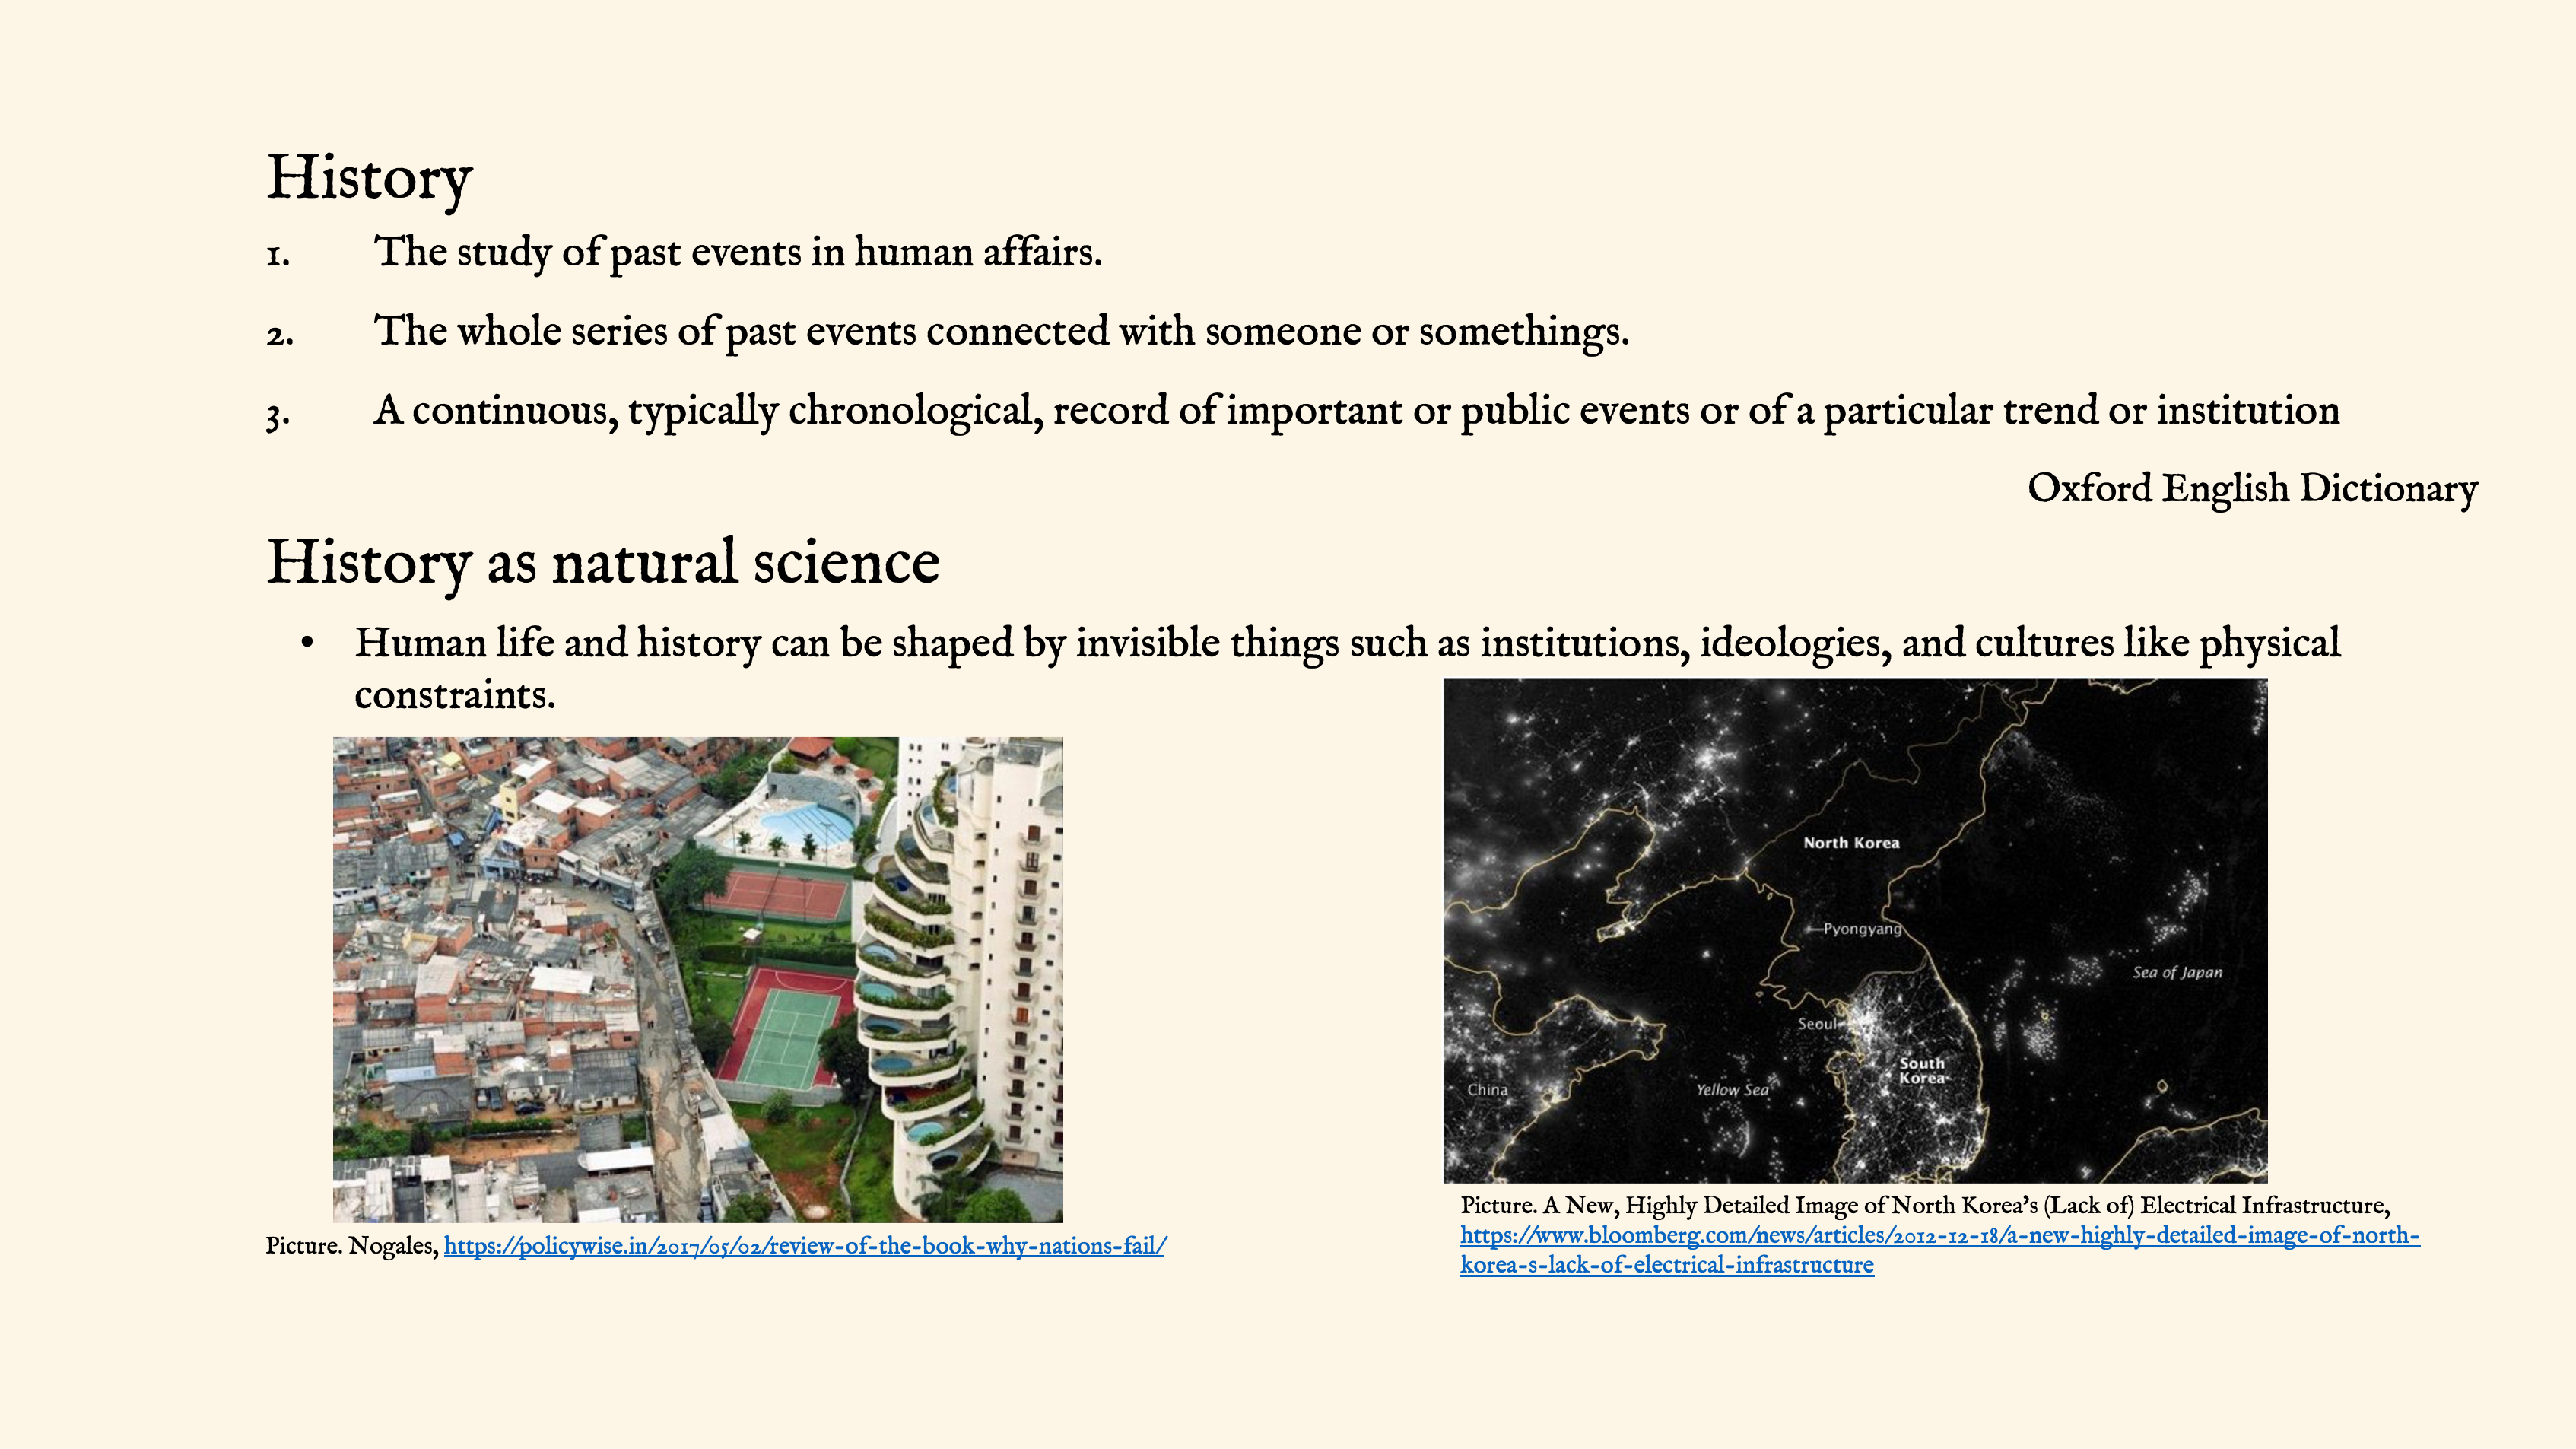 History
1. The study of past events in human affairs.
2. The whole series of past events connected with someone or somethings.
3. A continuous, typically chronological, record of important or public events or of a particular trend or institution
Oxford English Dictionary
History as natural science
• Human life and history can be shaped by invisible things such as institutions, ideologies, and cultures like physical
constraints.
Picture. Nogales, https://policywise.in/2017/05/02/review-of-the-book-why-nations-fail/
North Korea
Pyongyang
Sea of Japan
Seoul
South
Korea
China
Yellow Sea
Picture. A New, Highly Detailed Image of North Korea's (Lack of) Electrical Infrastructure,
https://www.bloomberg.com/news/articles/2012-12-18/a-new-highly-detailed-image-of-north-
korea-s-lack-of-electrical-infrastructure